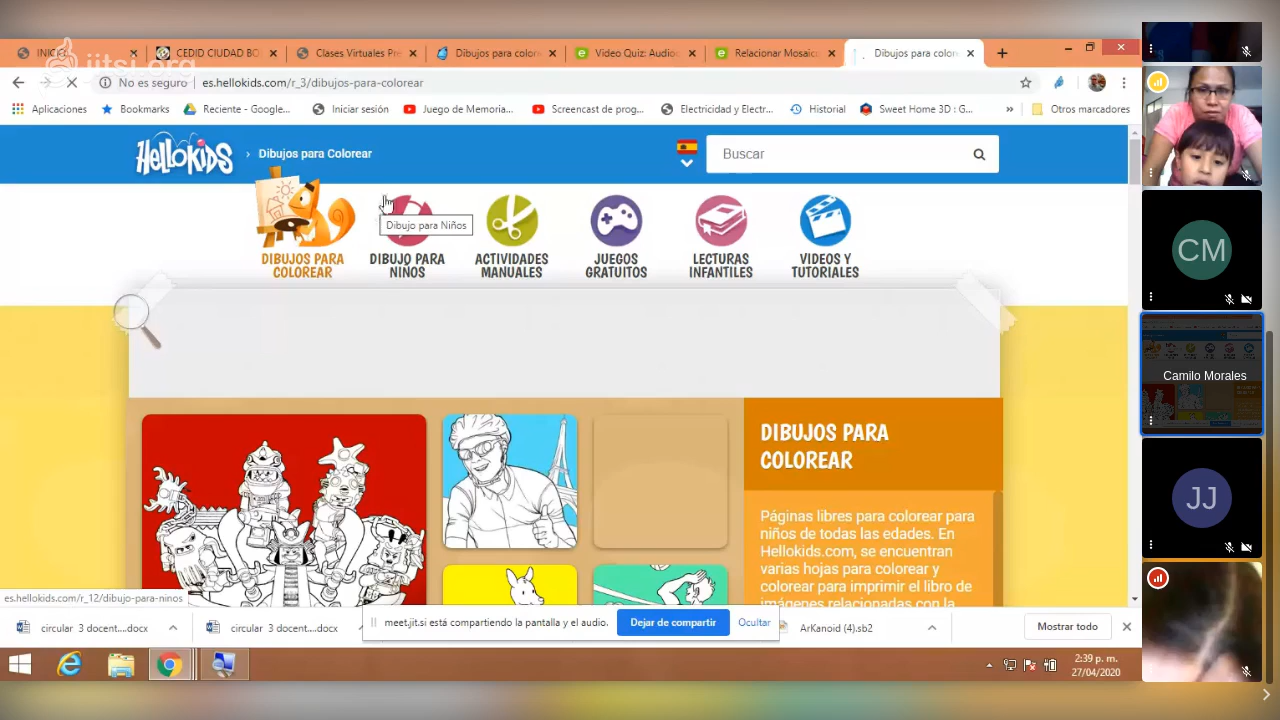 jitsi.org
INICI
CEDID CIUDAD BO
Clases Virtuales Pre
Dibujos para color
Video Quiz: Audio
Relacionar Mosaic
Dibujos para color
No es seguro
es.hellokids.com/r_3/dibujos-para-colorear
Aplicaciones
Bookmarks
Reciente - Google...
Iniciar sesión
Juego de Memoria...
Screencast de prog...
Electricidad y Electr...
Historial
Sweet Home 3D : G...
»
Otros marcadores
HELLOKIDS
› Dibujos para Colorear
Buscar
Dibujo para Niños
DIBUJOS PARA
COLOREAR
DIBUJO PARA
NIÑOS
ACTIVIDADES
MANUALES
JUEGOS
GRATUITOS
LECTURAS
INFANTILES
VIDEOS Y
TUTORIALES
DIBUJOS PARA
COLOREAR
Páginas libres para colorear para
niños de todas las edades. En
Hellokids.com, se encuentran
varias hojas para colorear y
colorear para imprimir el libro de
imágenes relacionadas con la
es.hellokids.com/r_12/dibujo-para-ninos
circular 3 docent....docx
circular 3 docent....docx
meet.jit.si está compartiendo la pantalla y el audio.
Dejar de compartir
Ocultar
ArKanoid (4).sb2
Mostrar todo
2:39 p. m.
27/04/2020
CM
Camilo Morales
JJ